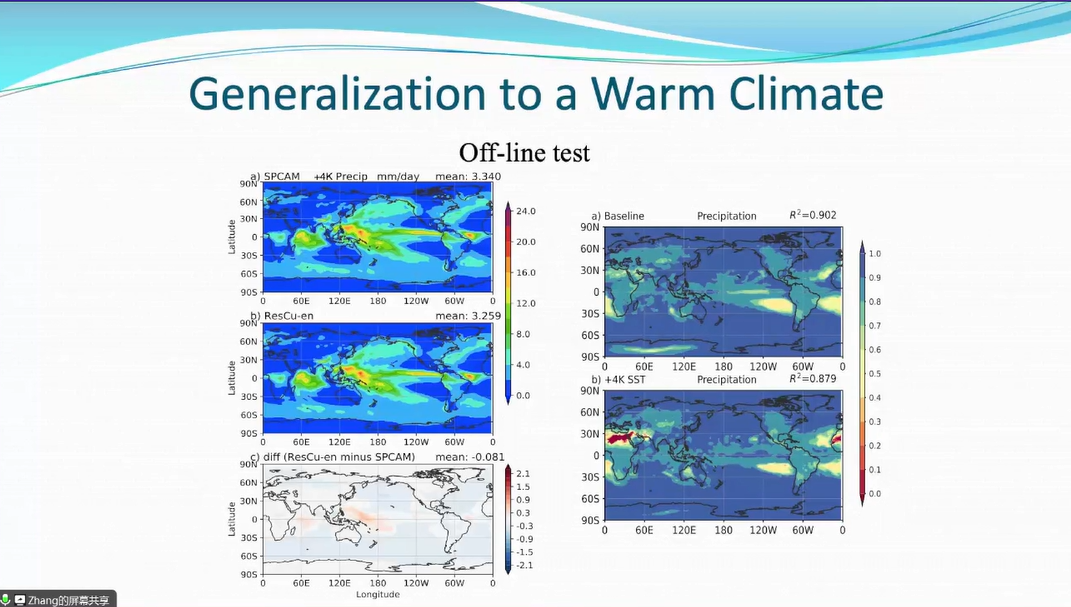 Generalization to a Warm Climate
Off-line test
a) SPCAM +4K Precip mm/day mean: 3.340
90N
60N
30N
0
30S
60S
90S
Latitude
0 60E 120E 180 120W 60W 0
b) ResCu-en mean: 3.259
90N
60N
30N
0
30S
60S
90S
Latitude
0 60E 120E 180 120W 60W 0
24.0
20.0
16.0
12.0
8.0
4.0
0.0
c) diff (ResCu-en minus SPCAM) mean: -0.081
90N
60N
30N
0
30S
60S
90S
Latitude
0 60E 120E 180 120W 60W 0
Longitude
2.1
1.5
0.9
0.3
-0.3
-0.9
-1.5
-2.1
a) Baseline Precipitation R²=0.902
90N
60N
30N
0
30S
60S
90S
0 60E 120E 180 120W 60W 0
b) +4K SST Precipitation R²=0.879
90N
60N
30N
0
30S
60S
90S
0 60E 120E 180 120W 60W 0
1.0
0.9
0.8
0.7
0.6
0.5
0.4
0.3
0.2
0.1
0.0
Zhang的屏幕共享